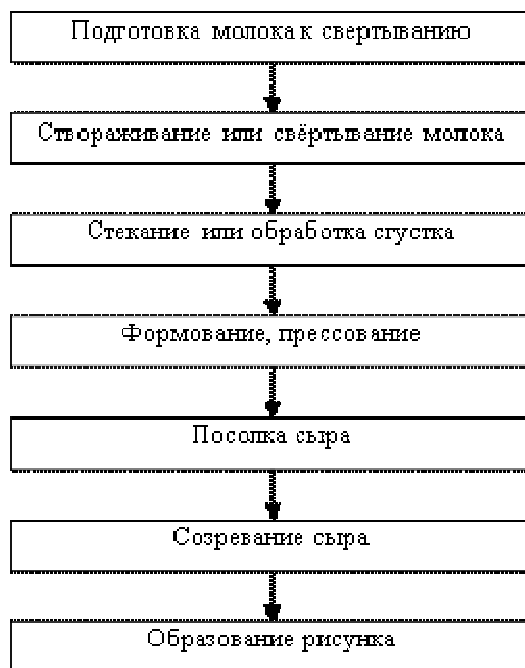 Подготовка молока к свертыванию
Створаживание или свёртывание молока
Стекание или обработка сгустка
Формование, прессование
Посолка сыра
Созревание сыра
Образование рисунка